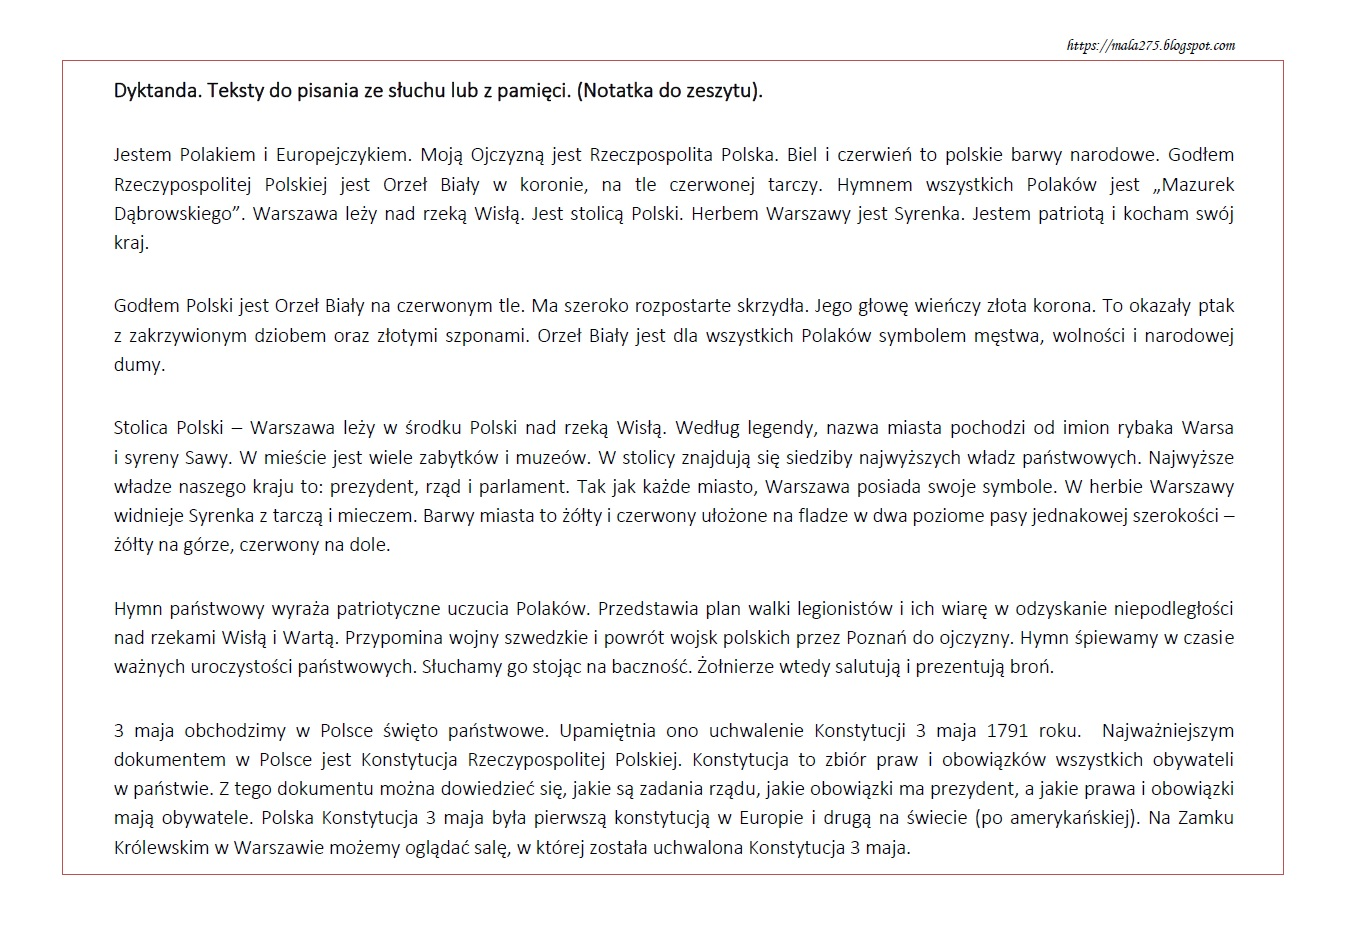 https://mala275.blogspot.com
Dyktanda. Teksty do pisania ze słuchu lub z pamięci. (Notatka do zeszytu).
Jestem Polakiem i Europejczykiem. Moją Ojczyzną jest Rzeczpospolita Polska. Biel i czerwień to polskie barwy narodowe. Godłem
Rzeczypospolitej Polskiej jest Orzeł Biały w koronie, na tle czerwonej tarczy. Hymnem wszystkich Polaków jest „Mazurek
Dąbrowskiego”. Warszawa leży nad rzeką Wisłą. Jest stolicą Polski. Herbem Warszawy jest Syrenka. Jestem patriotą i kocham swój
kraj.
Godłem Polski jest Orzeł Biały na czerwonym tle. Ma szeroko rozpostarte skrzydła. Jego głowę wieńczy złota korona. To okazały ptak
z zakrzywionym dziobem oraz złotymi szponami. Orzeł Biały jest dla wszystkich Polaków symbolem męstwa, wolności i narodowej
dumy.
Stolica Polski – Warszawa leży w środku Polski nad rzeką Wisłą. Według legendy, nazwa miasta pochodzi od imion rybaka Warsa
i syreny Sawy. W mieście jest wiele zabytków i muzeów. W stolicy znajdują się siedziby najwyższych władz państwowych. Najwyższe
władze naszego kraju to: prezydent, rząd i parlament. Tak jak każde miasto, Warszawa posiada swoje symbole. W herbie Warszawy
widnieje Syrenka z tarczą i mieczem. Barwy miasta to żółty i czerwony ułożone na fladze w dwa poziome pasy jednakowej szerokości –
żółty na górze, czerwony na dole.
Hymn państwowy wyraża patriotyczne uczucia Polaków. Przedstawia plan walki legionistów i ich wiarę w odzyskanie niepodległości
nad rzekami Wisłą i Wartą. Przypomina wojny szwedzkie i powrót wojsk polskich przez Poznań do ojczyzny. Hymn śpiewamy w czasie
ważnych uroczystości państwowych. Słuchamy go stojąc na baczność. Żołnierze wtedy salutują i prezentują broń.
3 maja obchodzimy w Polsce święto państwowe. Upamiętnia ono uchwalenie Konstytucji 3 maja 1791 roku. Najważniejszym
dokumentem w Polsce jest Konstytucja Rzeczypospolitej Polskiej. Konstytucja to zbiór praw i obowiązków wszystkich obywateli
w państwie. Z tego dokumentu można dowiedzieć się, jakie są zadania rządu, jakie obowiązki ma prezydent, a jakie prawa i obowiązki
mają obywatele. Polska Konstytucja 3 maja była pierwszą konstytucją w Europie i drugą na świecie (po amerykańskiej). Na Zamku
Królewskim w Warszawie możemy oglądać salę, w której została uchwalona Konstytucja 3 maja.